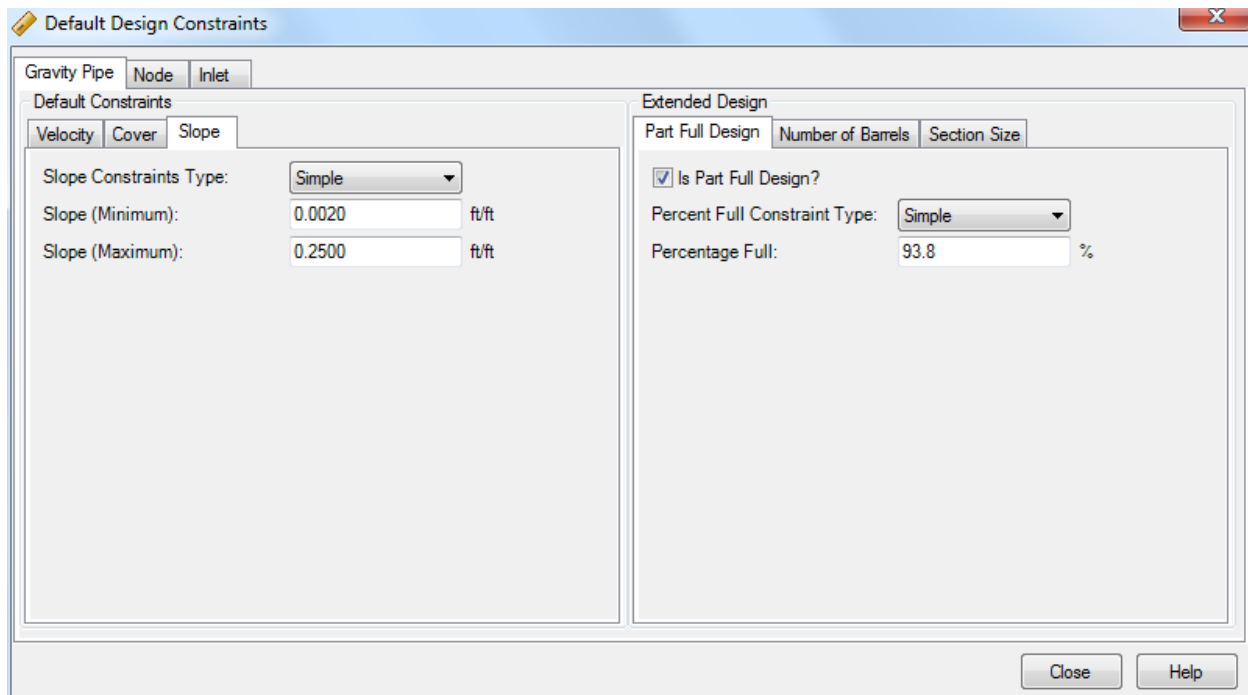 Default Design Constraints
X
Gravity Pipe Node Inlet
Default Constraints
Velocity Cover Slope
Slope Constraints Type: Simple
Slope (Minimum): 0.0020 ft/ft
Slope (Maximum): 0.2500 ft/ft
Extended Design
Part Full Design Number of Barrels Section Size
Is Part Full Design?
Percent Full Constraint Type: Simple
Percentage Full: 93.8 %
Close Help